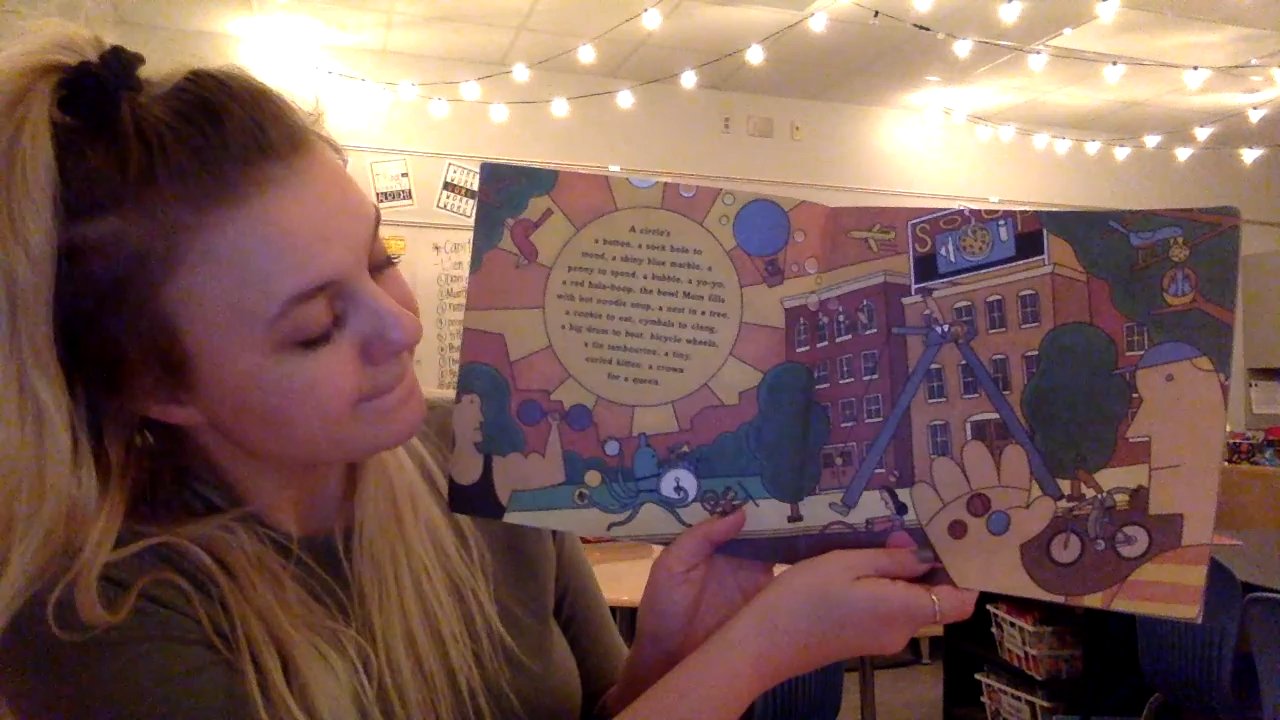 A circle's
a button, a sock hole to
mend, a shiny blue marble, a
penny to spend, a bubble, a yo-yo,
a red hula-hoop, the bowl Mom fills
with hot noodle soup, a nest in a tree,
a cookie to eat, cymbals to clang,
a big drum to beat, bicycle wheels,
a tin tambourine, a tiny,
curled kitten, a crown
for a queen.
SOUP
WORK